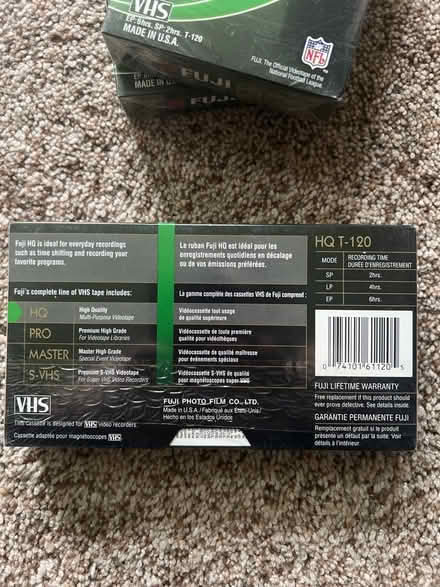 VHS
EP-6hrs. SP-2hrs. T-120
MADE IN U.S.A.
NFL
FUJI, The Official Videotape of the
National Football League.
FUJI
MADE IN
FUJI
Fuji HQ is ideal for everyday recordings
such as time shifting and recording your
favorite programs.
Le ruban Fuji HQ est idéal pour les
enregistrements quotidiens en décalage
ou de vos émissions préférées.
Fuji's complete line of VHS tape includes:
La gamme complète des cassettes VHS de Fuji comprend :
HQ
High Quality
Multi-Purpose Videotape
Vidéocassette tout usage
de qualité supérieure
PRO
Premium High Grade
For Videotape Libraries
Vidéocassette de toute première
qualité pour vidéothèques
MASTER
Master High Grade
Special Event Videotape
Vidéocassette de qualité maîtresse
pour événements spéciaux
S-VHS
Premium S-VHS Videotape
For Super VHS Video Recorders
Vidéocassette S-VHS de qualité
pour magnétoscopes super VHS
VHS
This cassette is designed for VHS video recorders.
Cassette adaptée pour magnétoscopes VHS.
FUJI PHOTO FILM CO., LTD.
Made in U.S.A. / Fabriqué aux États-Unis/
Hecho en los Estados Unidos
HQ T-120
MODE
RECORDING TIME
DURÉE D'ENREGISTREMENT
SP 2hrs.
LP 4hrs.
EP 6hrs.
0 74101 61120 5
FUJI LIFETIME WARRANTY
Free replacement if this product should
ever prove defective. See details inside.
GARANTIE PERMANENTE FUJI
Remplacement gratuit si le produit
présente un défaut par la suite. Voir
détails à l'intérieur.